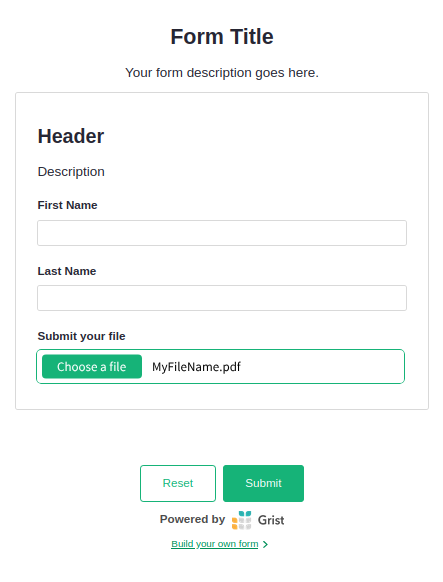 Form Title
Your form description goes here.
Header
Description
First Name
Last Name
Submit your file
Choose a file MyFileName.pdf
Reset Submit
Powered by Grist
Build your own form